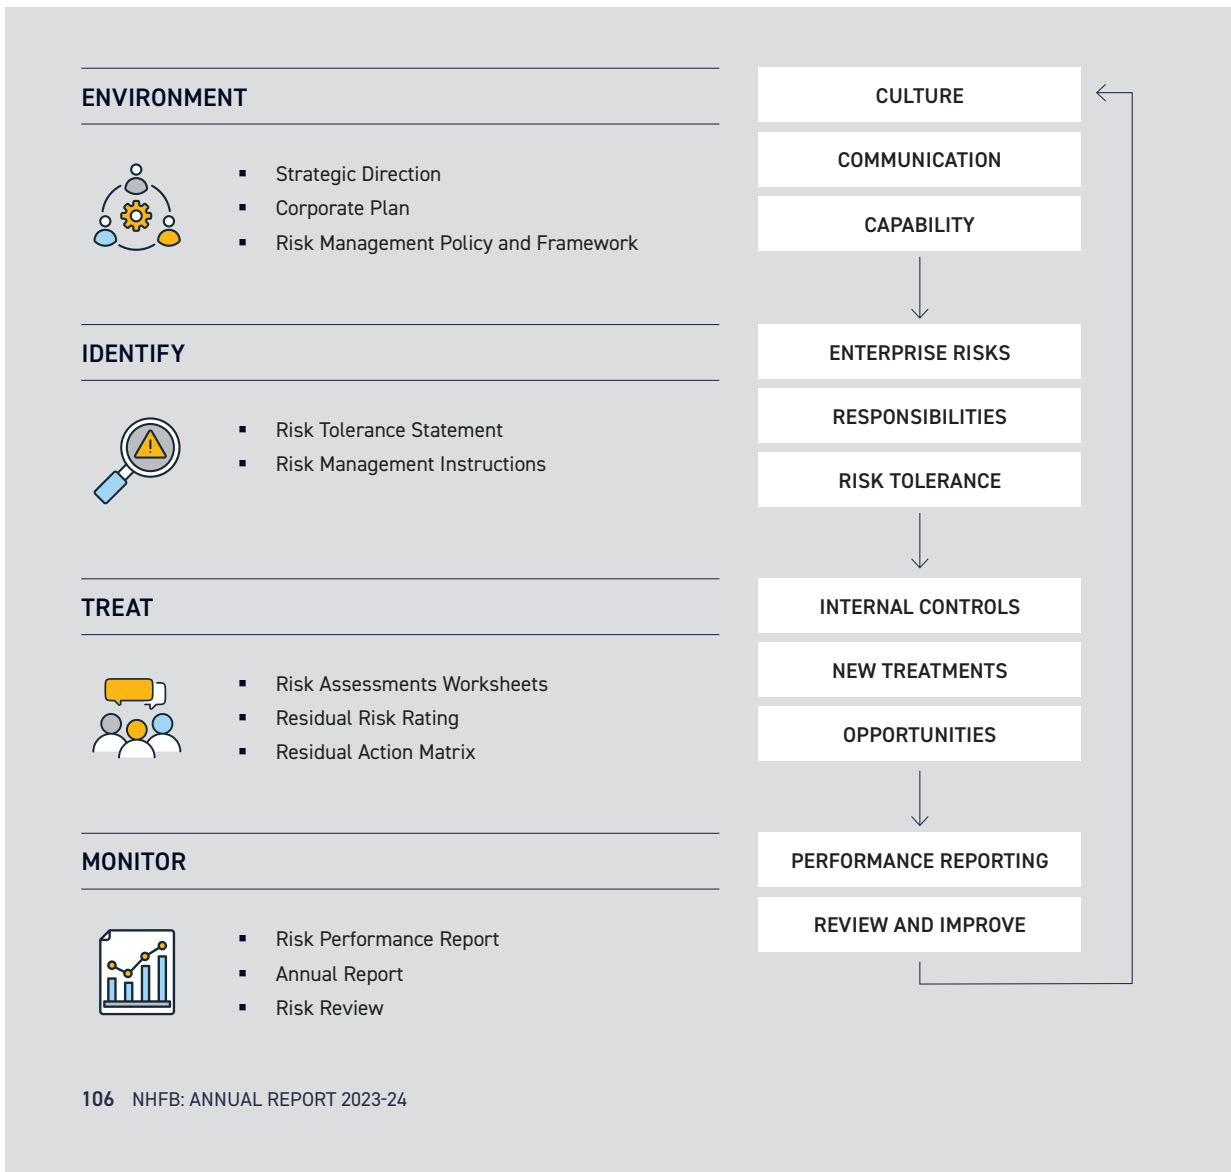 ENVIRONMENT
▪ Strategic Direction
▪ Corporate Plan
▪ Risk Management Policy and Framework
CULTURE
COMMUNICATION
CAPABILITY
IDENTIFY
▪ Risk Tolerance Statement
▪ Risk Management Instructions
ENTERPRISE RISKS
RESPONSIBILITIES
RISK TOLERANCE
TREAT
▪ Risk Assessments Worksheets
▪ Residual Risk Rating
▪ Residual Action Matrix
INTERNAL CONTROLS
NEW TREATMENTS
OPPORTUNITIES
MONITOR
▪ Risk Performance Report
▪ Annual Report
▪ Risk Review
PERFORMANCE REPORTING
REVIEW AND IMPROVE
106 NHFB: ANNUAL REPORT 2023-24